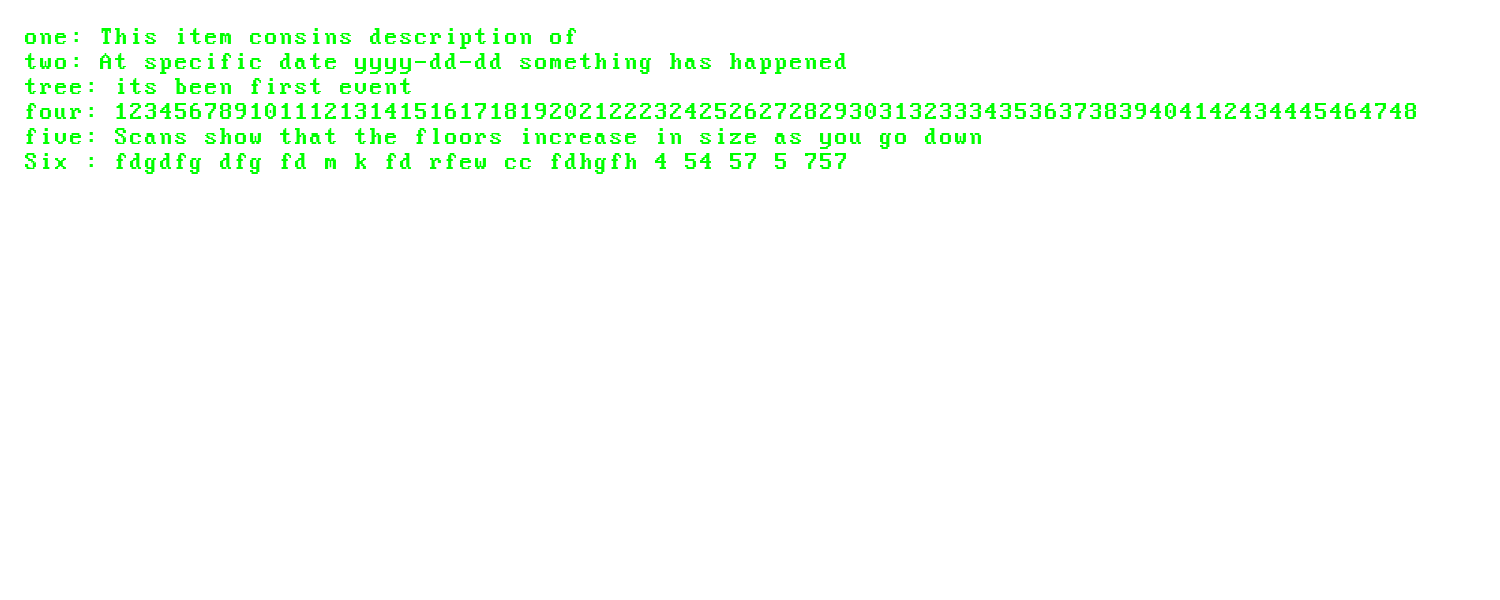 one: This item consins description of
two: At specific date yyyy-dd-dd something has happened
tree: its been first event
four: 123456789101112131415161718192021222324252627282930313233343536373839404142434445464748
five: Scans show that the floors increase in size as you go down
Six : fdgdfg dfg fd m k fd rfew cc fdhgfh 4 54 57 5 757